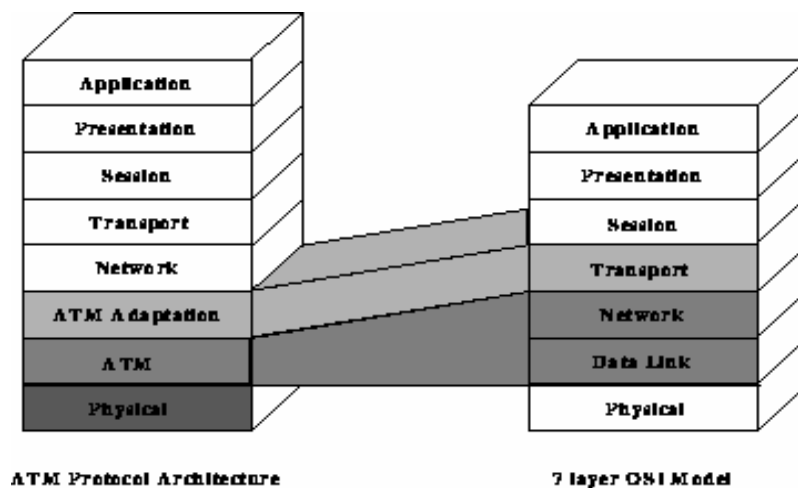 Application
Presentation
Session
Transport
Network
ATM Adaptation
ATM
Physical
ATM Protocol Architecture
Application
Presentation
Session
Transport
Network
Data Link
Physical
7 layer OSI Model